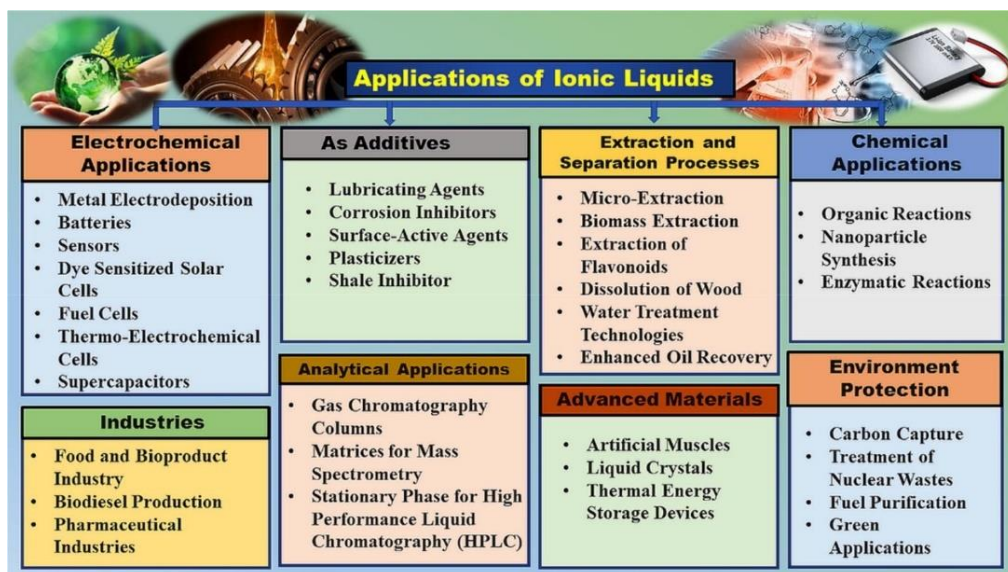 Applications of Ionic Liquids
Electrochemical
Applications
• Metal Electrodeposition
• Batteries
• Sensors
• Dye Sensitized Solar
Cells
• Fuel Cells
• Thermo-Electrochemical
Cells
• Supercapacitors
As Additives
• Lubricating Agents
• Corrosion Inhibitors
• Surface-Active Agents
• Plasticizers
• Shale Inhibitor
Extraction and
Separation Processes
• Micro-Extraction
• Biomass Extraction
• Extraction of
Flavonoids
• Dissolution of Wood
• Water Treatment
Technologies
• Enhanced Oil Recovery
Chemical
Applications
• Organic Reactions
• Nanoparticle
Synthesis
• Enzymatic Reactions
Industries
• Food and Bioproduct
Industry
• Biodiesel Production
• Pharmaceutical
Industries
Analytical Applications
• Gas Chromatography
Columns
• Matrices for Mass
Spectrometry
• Stationary Phase for High
Performance Liquid
Chromatography (HPLC)
Advanced Materials
• Artificial Muscles
• Liquid Crystals
• Thermal Energy
Storage Devices
Environment
Protection
• Carbon Capture
• Treatment of
Nuclear Wastes
• Fuel Purification
• Green
Applications